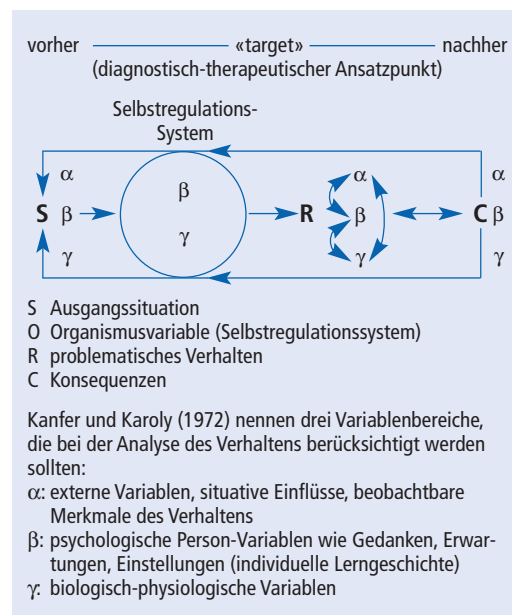 vorher «target» nachher
(diagnostisch-therapeutischer Ansatzpunkt)
Selbstregulations-
System
α α α
β
S β R β C β
γ
γ γ γ
S Ausgangssituation
O Organismusvariable (Selbstregulationssystem)
R problematisches Verhalten
C Konsequenzen
Kanfer und Karoly (1972) nennen drei Variablenbereiche,
die bei der Analyse des Verhaltens berücksichtigt werden
sollten:
α: externe Variablen, situative Einflüsse, beobachtbare
Merkmale des Verhaltens
β: psychologische Person-Variablen wie Gedanken, Erwar-
tungen, Einstellungen (individuelle Lerngeschichte)
γ: biologisch-physiologische Variablen